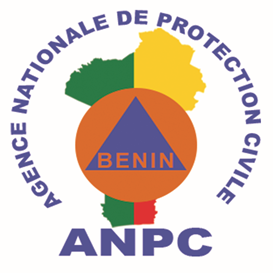 AGENCE NATIONALE DE PROTECTION CIVILE
BENIN
ANPC